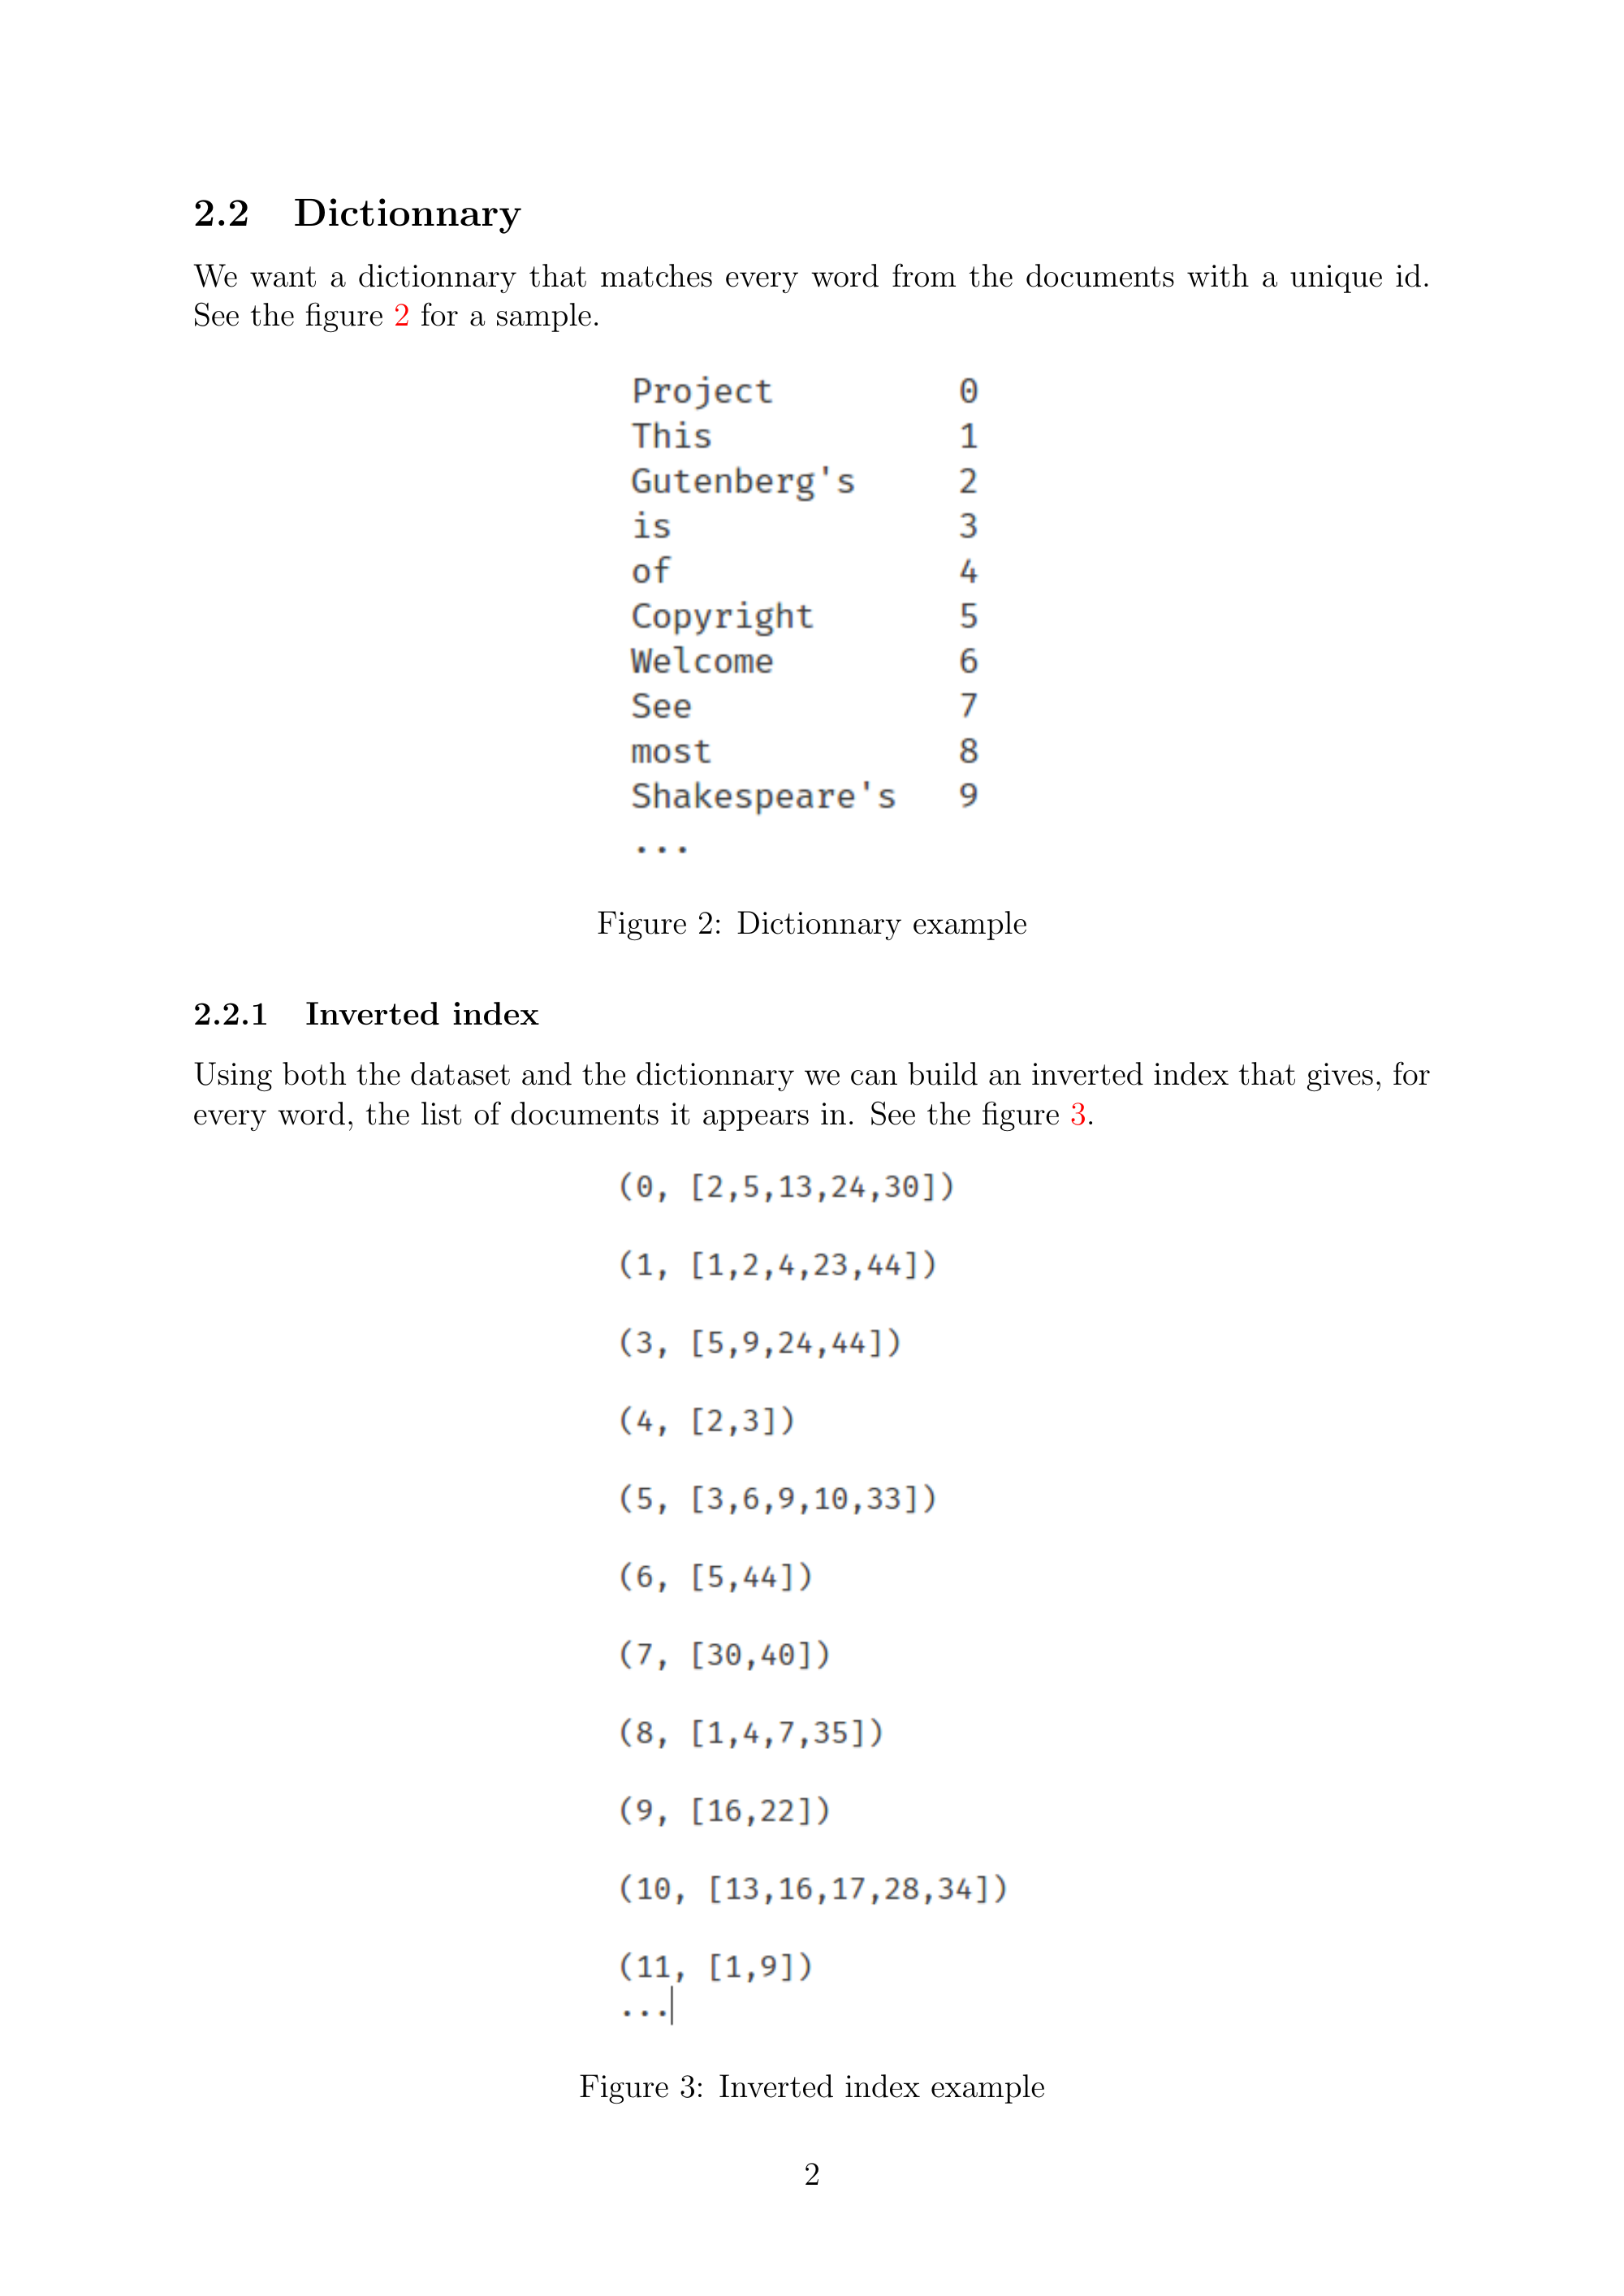 2.2 Dictionnary
We want a dictionnary that matches every word from the documents with a unique id.
See the figure 2 for a sample.
Project 0
This 1
Gutenberg's 2
is 3
of 4
Copyright 5
Welcome 6
See 7
most 8
Shakespeare's 9
...
Figure 2: Dictionnary example
2.2.1 Inverted index
Using both the dataset and the dictionnary we can build an inverted index that gives, for
every word, the list of documents it appears in. See the figure 3.
(0, [2,5,13,24,30])
(1, [1,2,4,23,44])
(3, [5,9,24,44])
(4, [2,3])
(5, [3,6,9,10,33])
(6, [5,44])
(7, [30,40])
(8, [1,4,7,35])
(9, [16,22])
(10, [13,16,17,28,34])
(11, [1,9])
...
Figure 3: Inverted index example
2